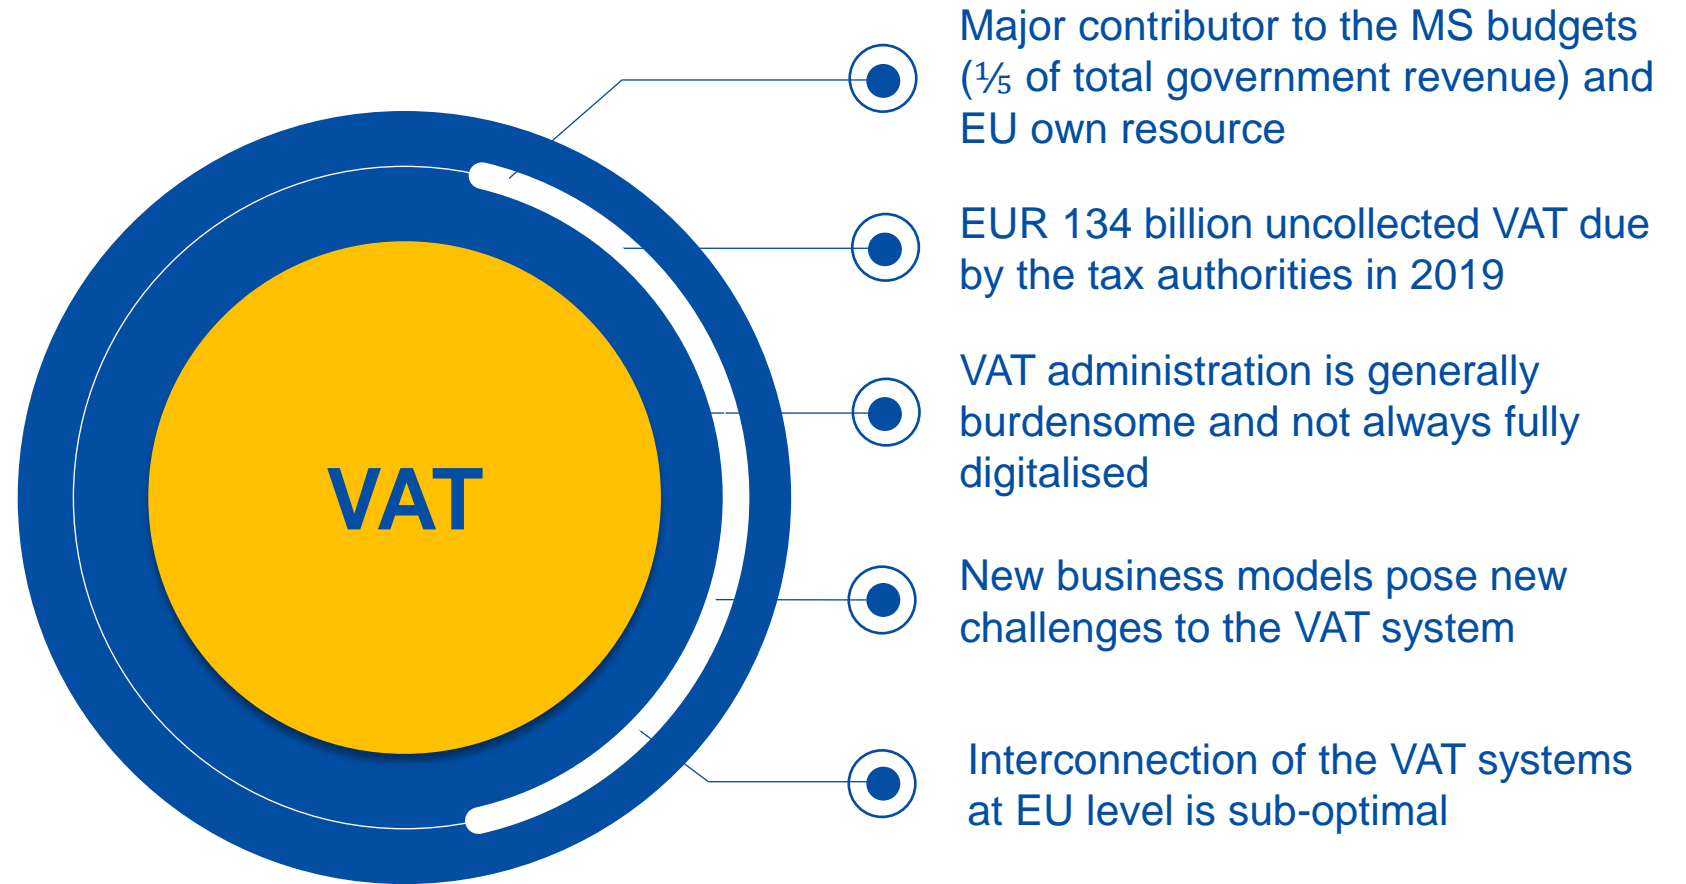 VAT
Major contributor to the MS budgets
(⅕ of total government revenue) and
EU own resource
EUR 134 billion uncollected VAT due
by the tax authorities in 2019
VAT administration is generally
burdensome and not always fully
digitalised
New business models pose new
challenges to the VAT system
Interconnection of the VAT systems
at EU level is sub-optimal